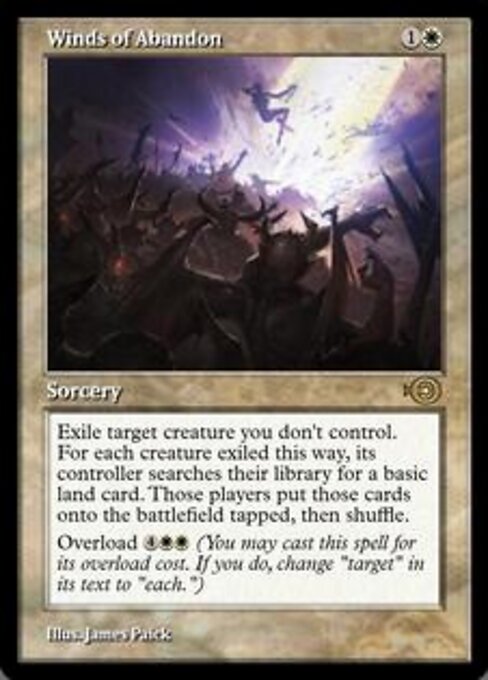 Winds of Abandon 1
Sorcery
Exile target creature you don't control.
For each creature exiled this way, its
controller searches their library for a basic
land card. Those players put those cards
onto the battlefield tapped, then shuffle.
Overload 4 (You may cast this spell for
its overload cost. If you do, change "target" in
its text to "each.")
Illus. James Paick